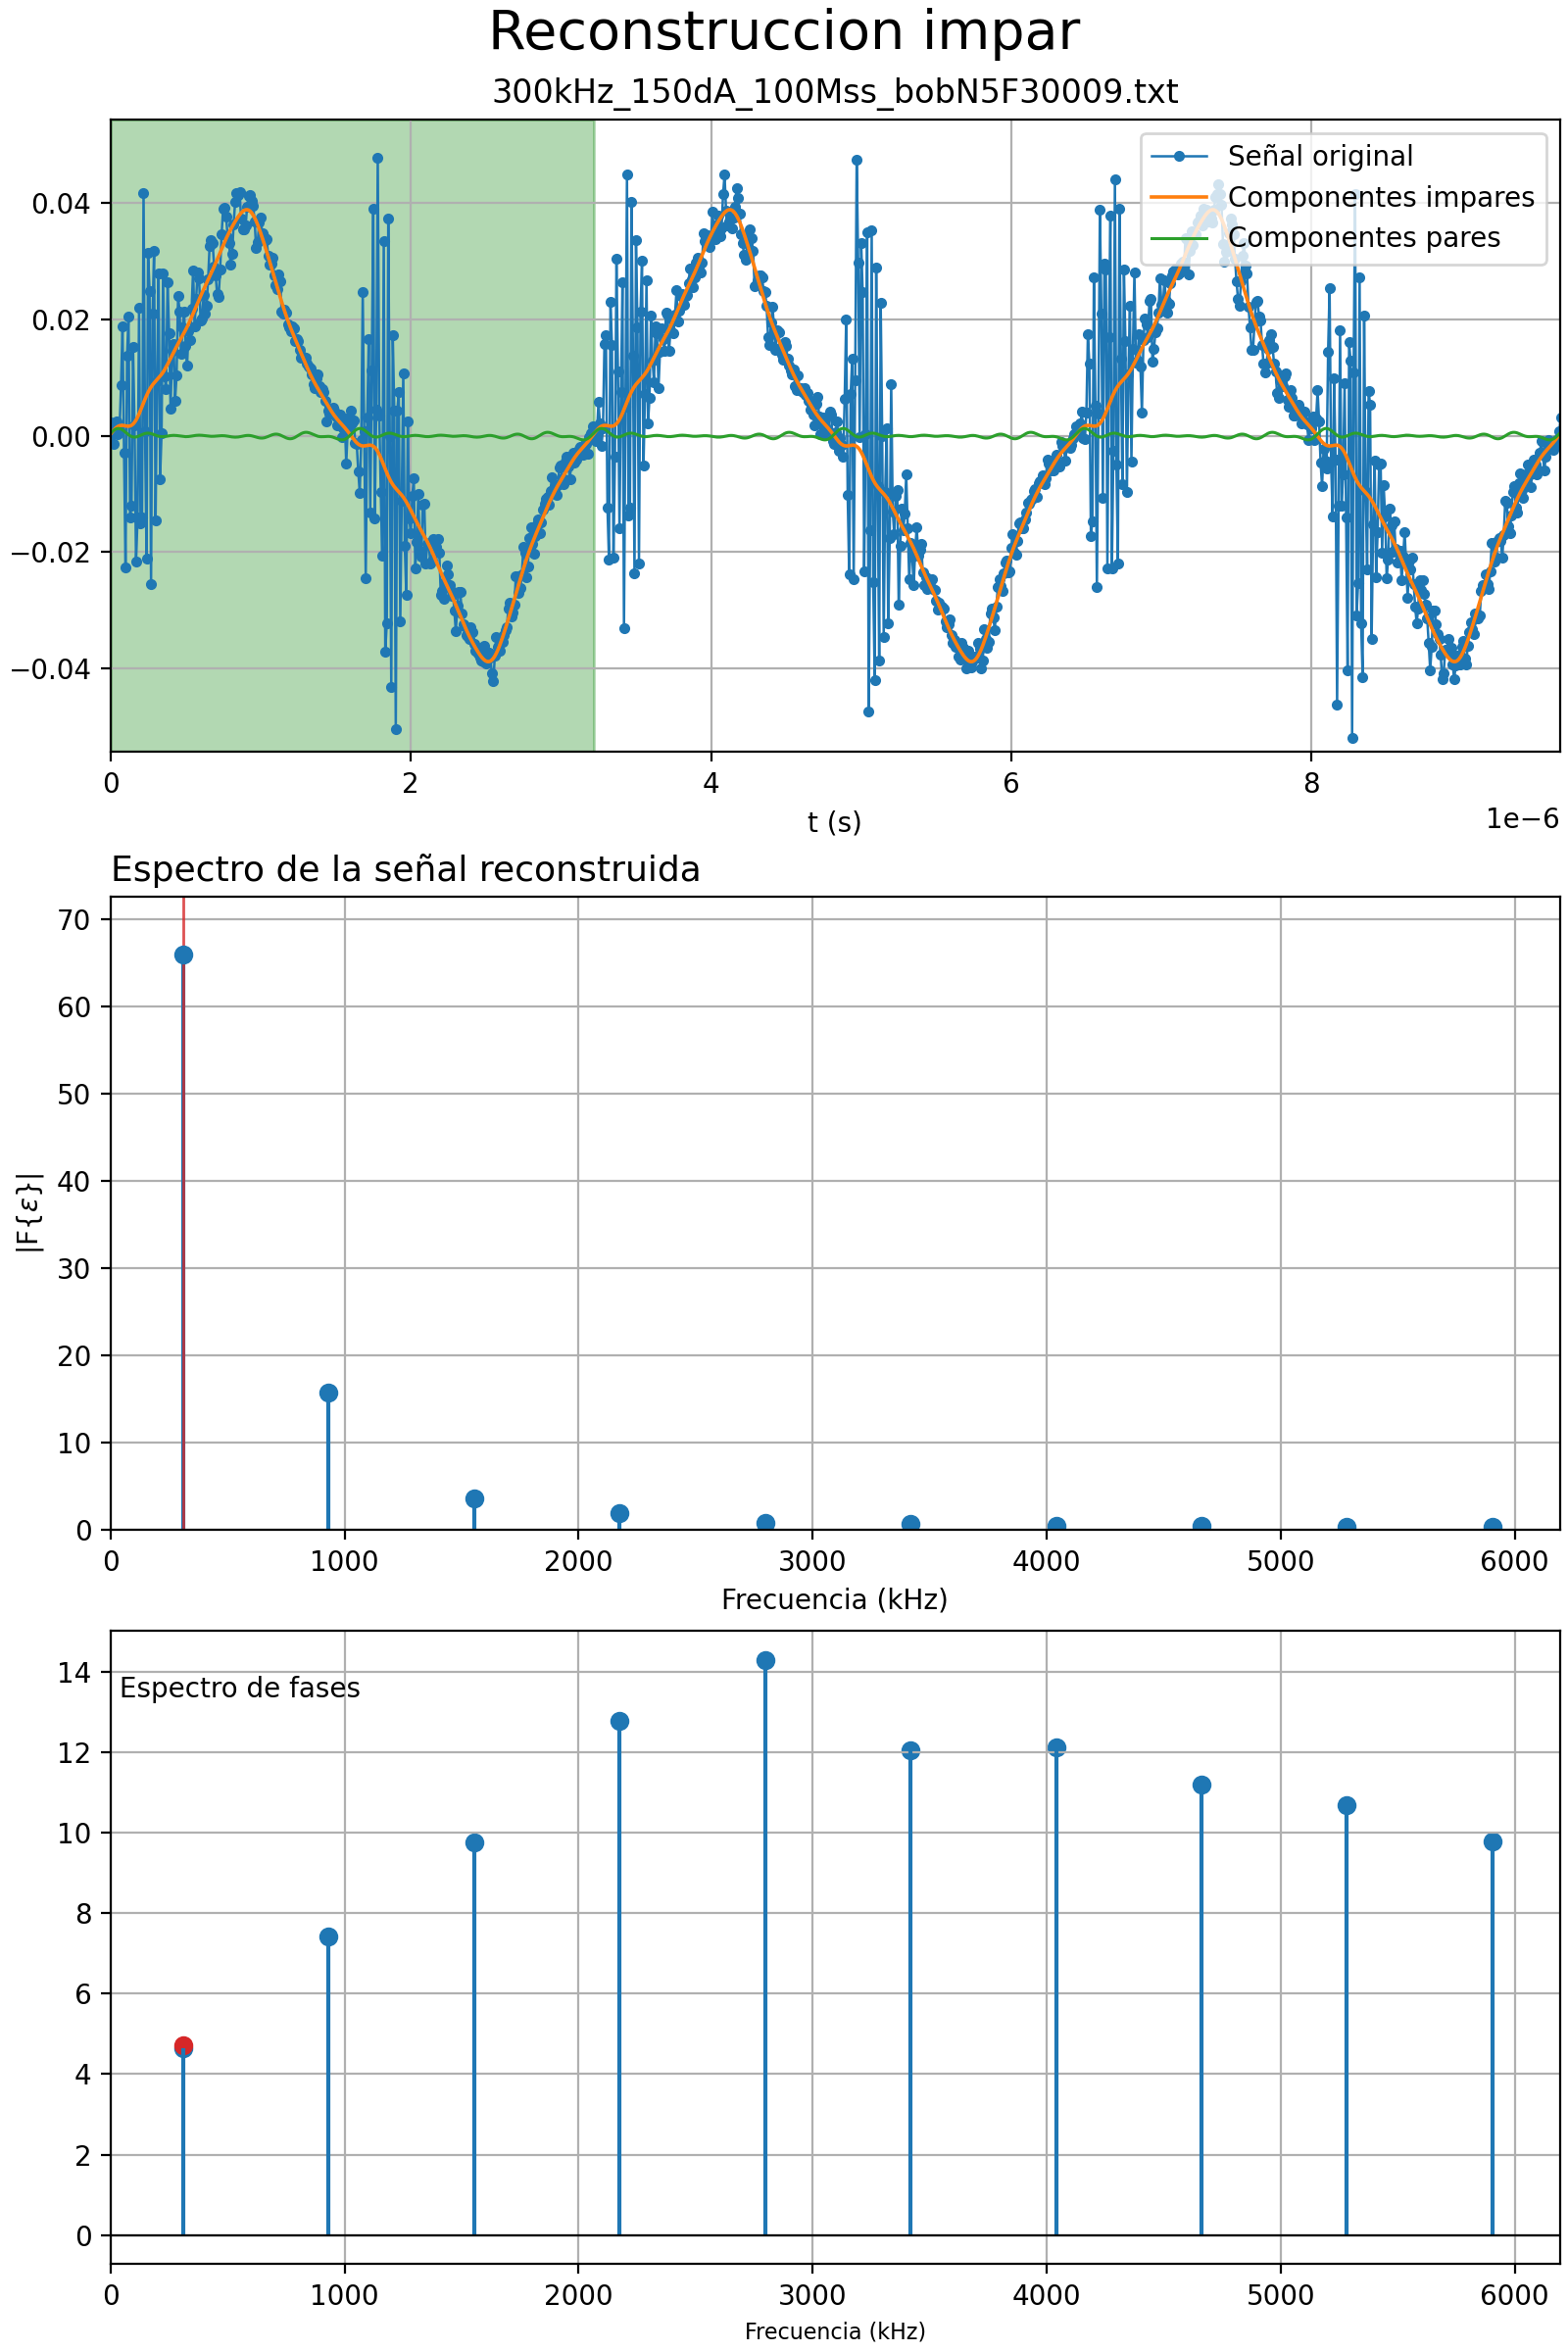 Reconstruccion impar
300kHz_150dA_100Mss_bobN5F30009.txt
Señal original
Componentes impares
Componentes pares
0.04
0.02
0.00
−0.02
−0.04
0 2 4 6 8
t (s)
1e−6
Espectro de la señal reconstruida
70
60
50
40
30
20
10
0
|F{ε}|
0 1000 2000 3000 4000 5000 6000
Frecuencia (kHz)
Espectro de fases
14
12
10
8
6
4
2
0
0 1000 2000 3000 4000 5000 6000
Frecuencia (kHz)